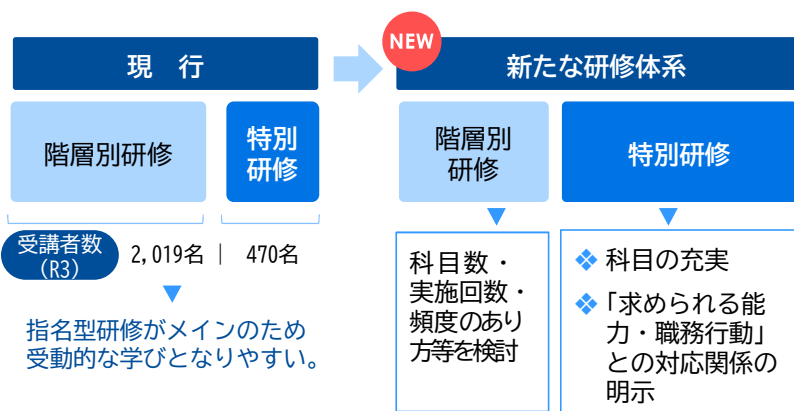 現 行
NEW
新たな研修体系
階層別研修
特別
研修
階層別
研修
特別研修
受講者数
(R3)
2,019名 | 470名
指名型研修がメインのため
受動的な学びとなりやすい。
科目数・
実施回数・
頻度のあり
方等を検討
❖ 科目の充実
❖ 「求められる能
力・職務行動」
との対応関係の
明示